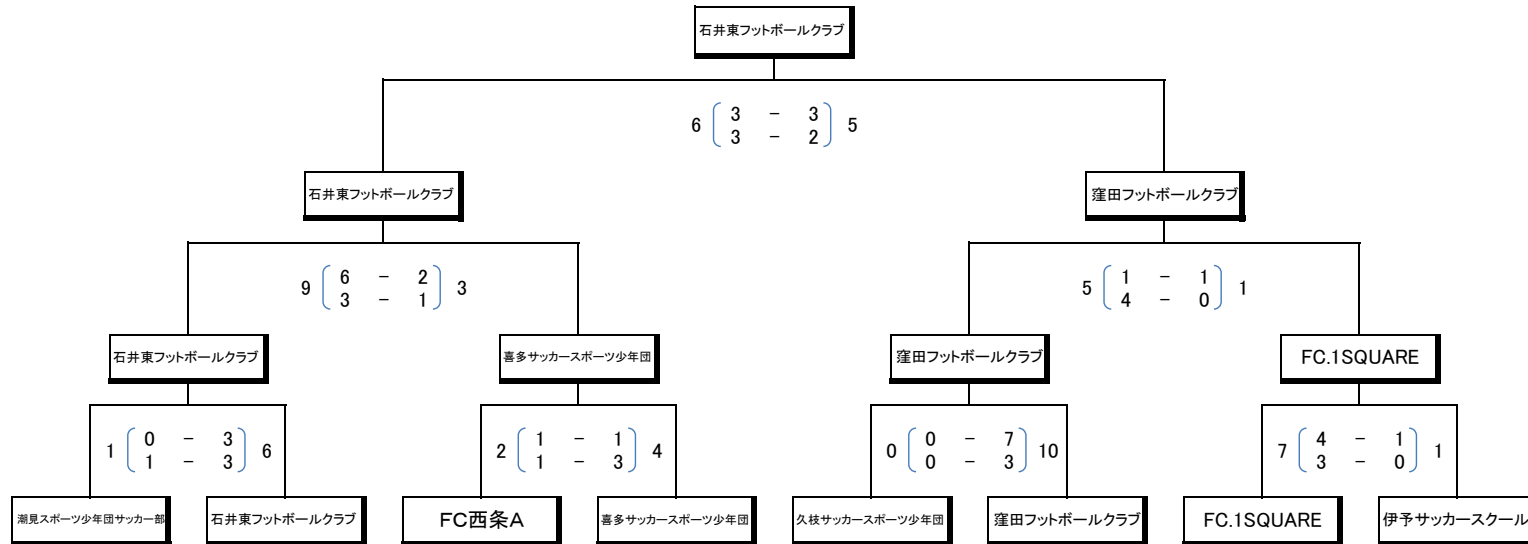 石井東フットボールクラブ
6 3 - 3 5
3 - 2
石井東フットボールクラブ 窪田フットボールクラブ
9 6 - 2 3
3 - 1
5 1 - 1 1
4 - 0
石井東フットボールクラブ 喜多サッカースポーツ少年団 窪田フットボールクラブ FC.1SQUARE
1 0 - 3 6
1 - 3
2 1 - 1 4
1 - 3
0 0 - 7 10
0 - 3
7 4 - 1 1
3 - 0
潮見スポーツ少年団サッカー部 石井東フットボールクラブ FC西条A 喜多サッカースポーツ少年団 久枝サッカースポーツ少年団 窪田フットボールクラブ FC.1SQUARE 伊予サッカースクール